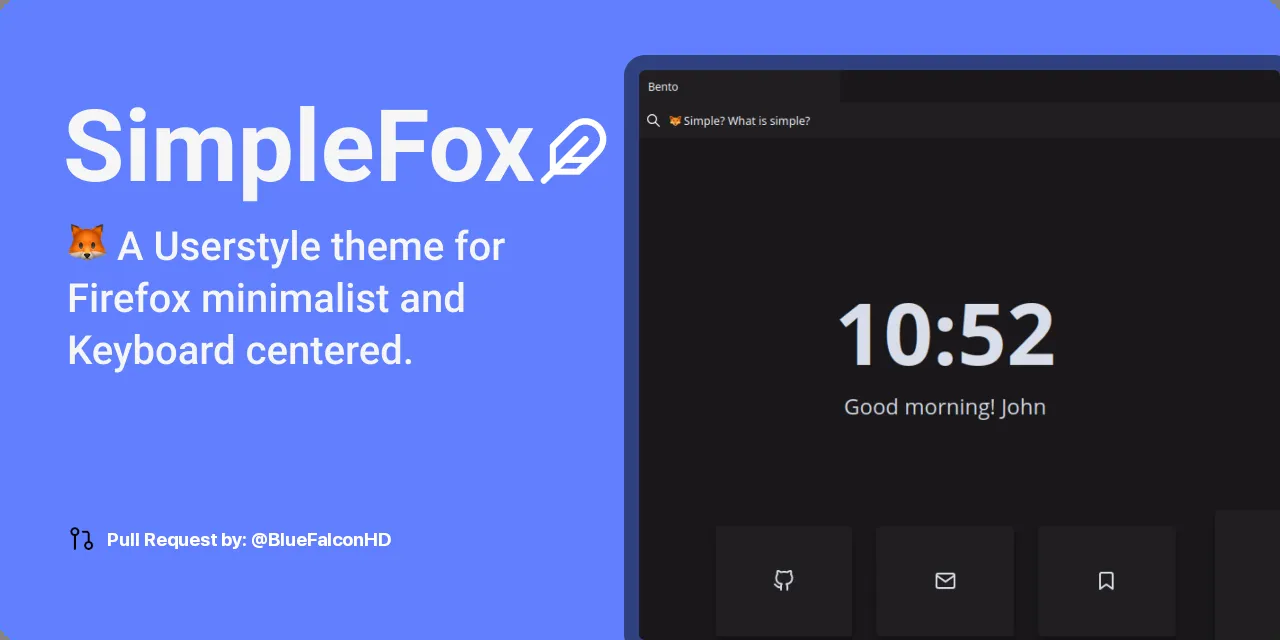 SimpleFox
🦊 A Userstyle theme for
Firefox minimalist and
Keyboard centered.
Pull Request by: @BlueFalconHD
Bento
🦊 Simple? What is simple?
10:52
Good morning! John